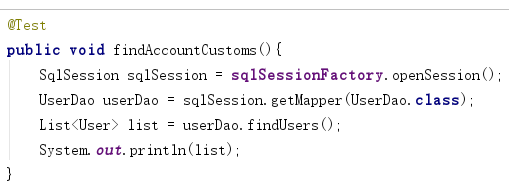 @Test
public void findAccountCustoms(){
    SqlSession sqlSession = sqlSessionFactory.openSession();
    UserDao userDao = sqlSession.getMapper(UserDao.class);
    List<User> list = userDao.findUsers();
    System.out.println(list);
}